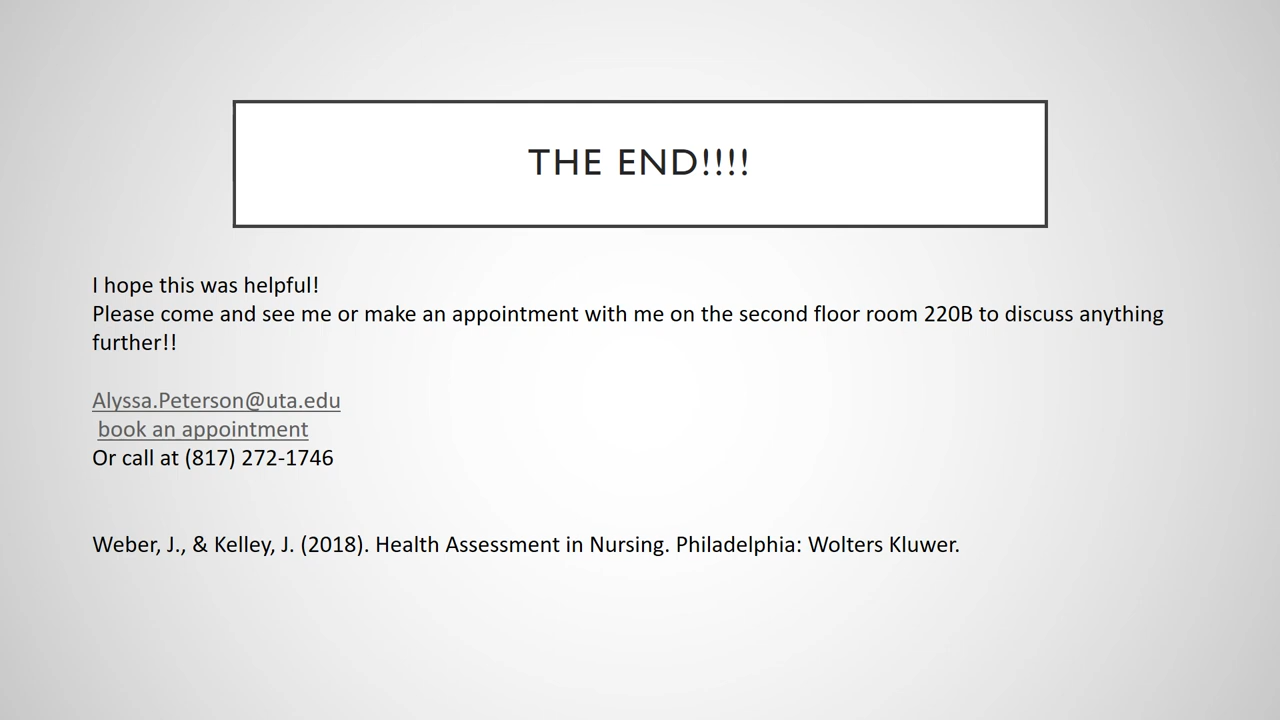 THE END!!!!
I hope this was helpful!
Please come and see me or make an appointment with me on the second floor room 220B to discuss anything
further!!
Alyssa.Peterson@uta.edu
book an appointment
Or call at (817) 272-1746
Weber, J., & Kelley, J. (2018). Health Assessment in Nursing. Philadelphia: Wolters Kluwer.